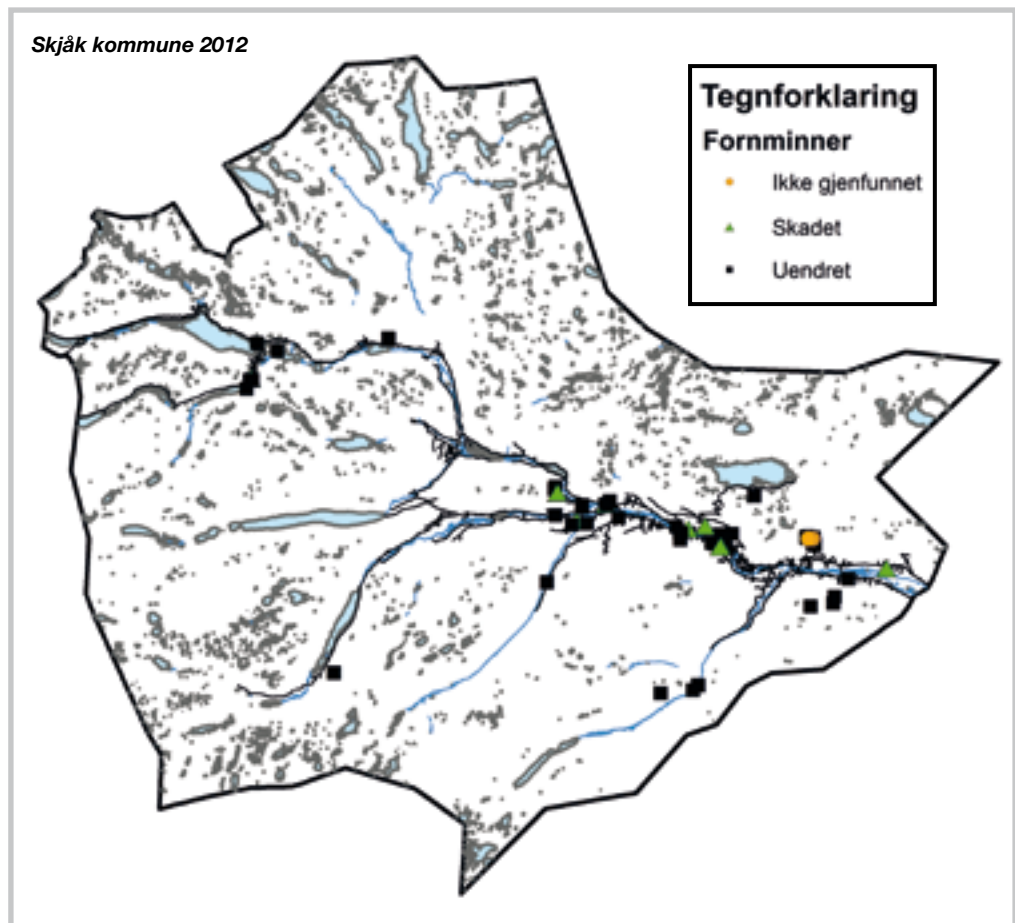 Skjåk kommune 2012
Tegnforklaring
Fornminner
Ikke gjenfunnet
Skadet
Uendret